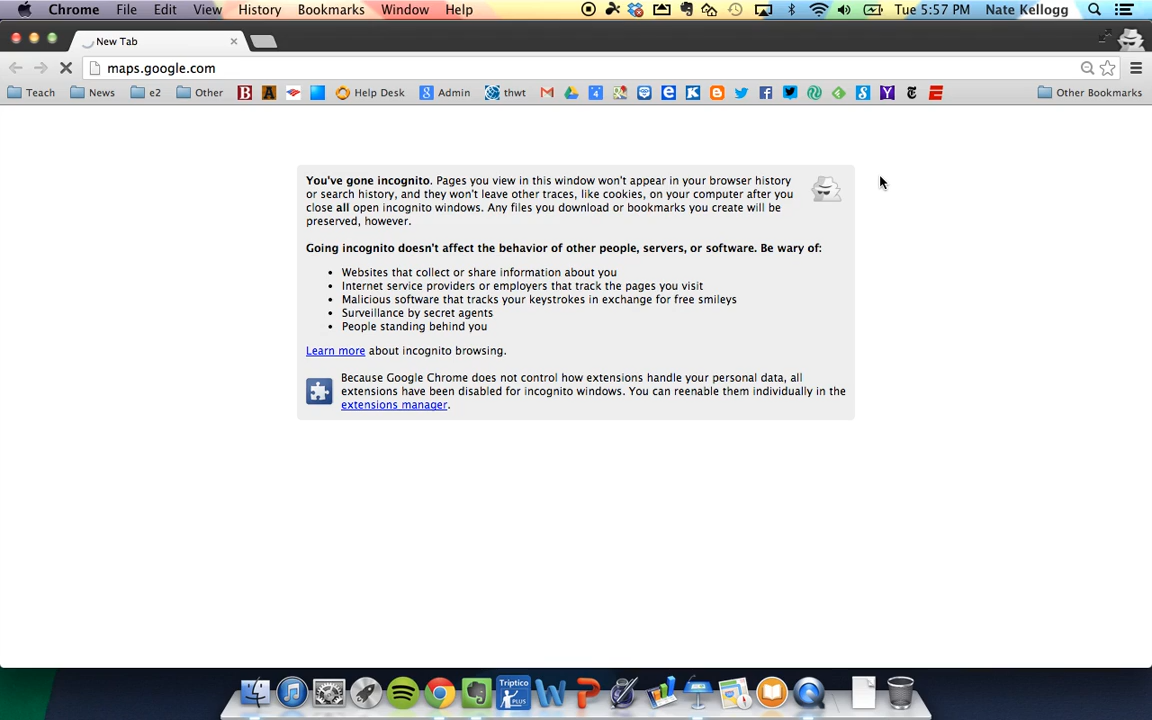 Chrome File Edit View History Bookmarks Window Help Tue 5:57 PM Nate Kellogg
New Tab
maps.google.com
Teach News e2 Other B A Help Desk Admin thwt Other Bookmarks
You've gone incognito. Pages you view in this window won't appear in your browser history
or search history, and they won't leave other traces, like cookies, on your computer after you
close all open incognito windows. Any files you download or bookmarks you create will be
preserved, however.
Going incognito doesn't affect the behavior of other people, servers, or software. Be wary of:
• Websites that collect or share information about you
• Internet service providers or employers that track the pages you visit
• Malicious software that tracks your keystrokes in exchange for free smileys
• Surveillance by secret agents
• People standing behind you
Learn more about incognito browsing.
Because Google Chrome does not control how extensions handle your personal data, all
extensions have been disabled for incognito windows. You can reenable them individually in the
extensions manager.
Triptico
PLUS